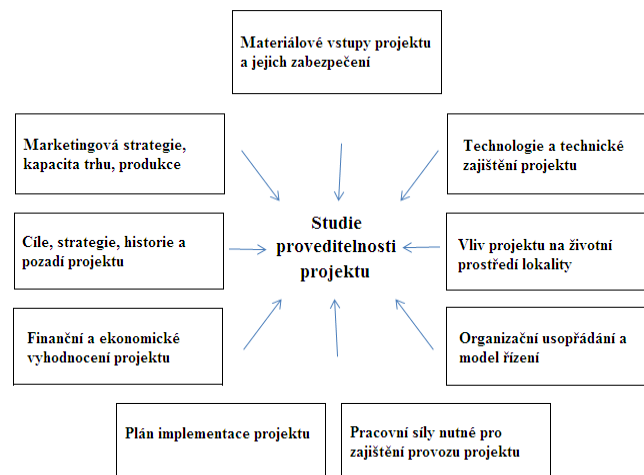 Materiálové vstupy projektu
a jejich zabezpečení
Marketingová strategie,
kapacita trhu, produkce
Technologie a technické
zajištění projektu
Studie
proveditelnosti
projektu
Cíle, strategie, historie a
pozadí projektu
Vliv projektu na životní
prostředí lokality
Finanční a ekonomické
vyhodnocení projektu
Organizační usopřádání a
model řízení
Plán implementace projektu
Pracovní síly nutné pro
zajištění provozu projektu